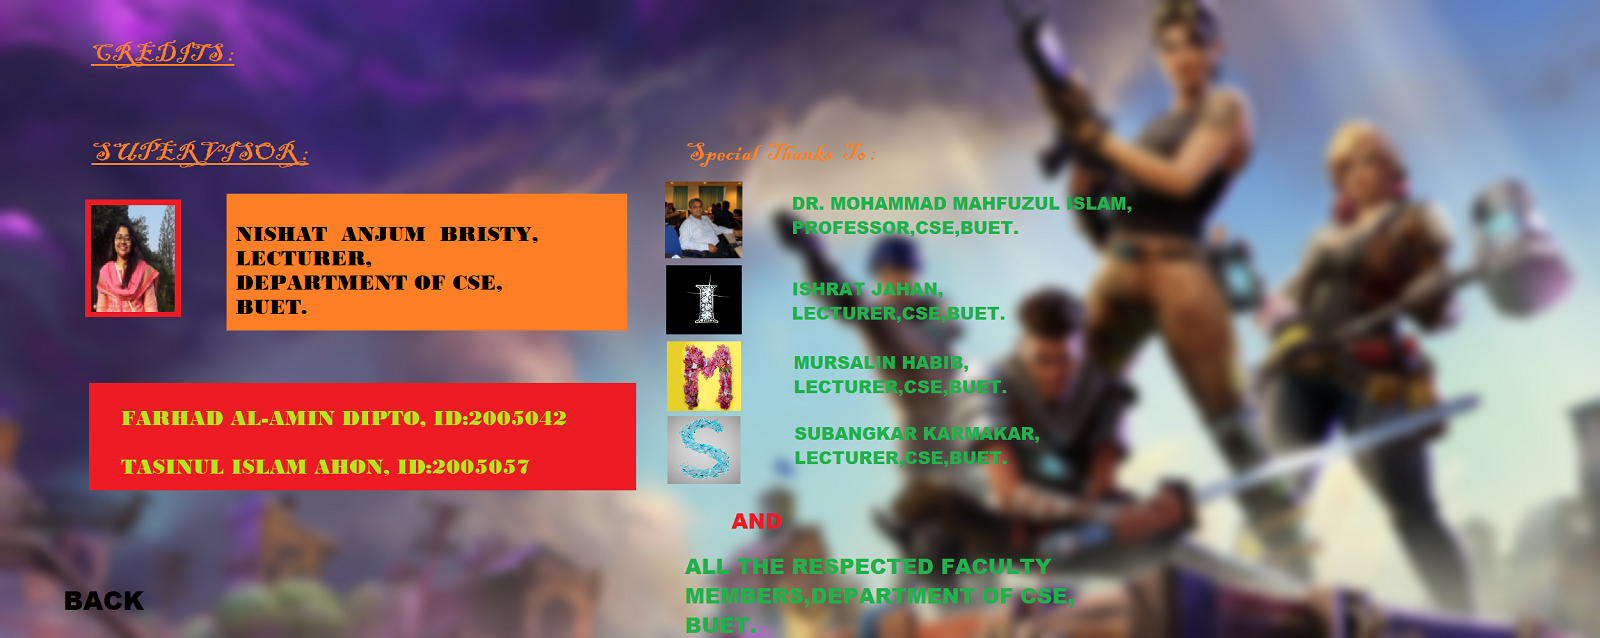 CREDITS:
SUPERVISOR:
NISHAT ANJUM BRISTY,
LECTURER,
DEPARTMENT OF CSE,
BUET.
FARHAD AL-AMIN DIPTO, ID:2005042
TASINUL ISLAM AHON, ID:2005057
BACK
Special Thanks To:
DR. MOHAMMAD MAHFUZUL ISLAM,
PROFESSOR,CSE,BUET.
I
ISHRAT JAHAN,
LECTURER,CSE,BUET.
M
MURSALIN HABIB,
LECTURER,CSE,BUET.
S
SUBANGKAR KARMAKAR,
LECTURER,CSE,BUET.
AND
ALL THE RESPECTED FACULTY
MEMBERS,DEPARTMENT OF CSE,
BUET.